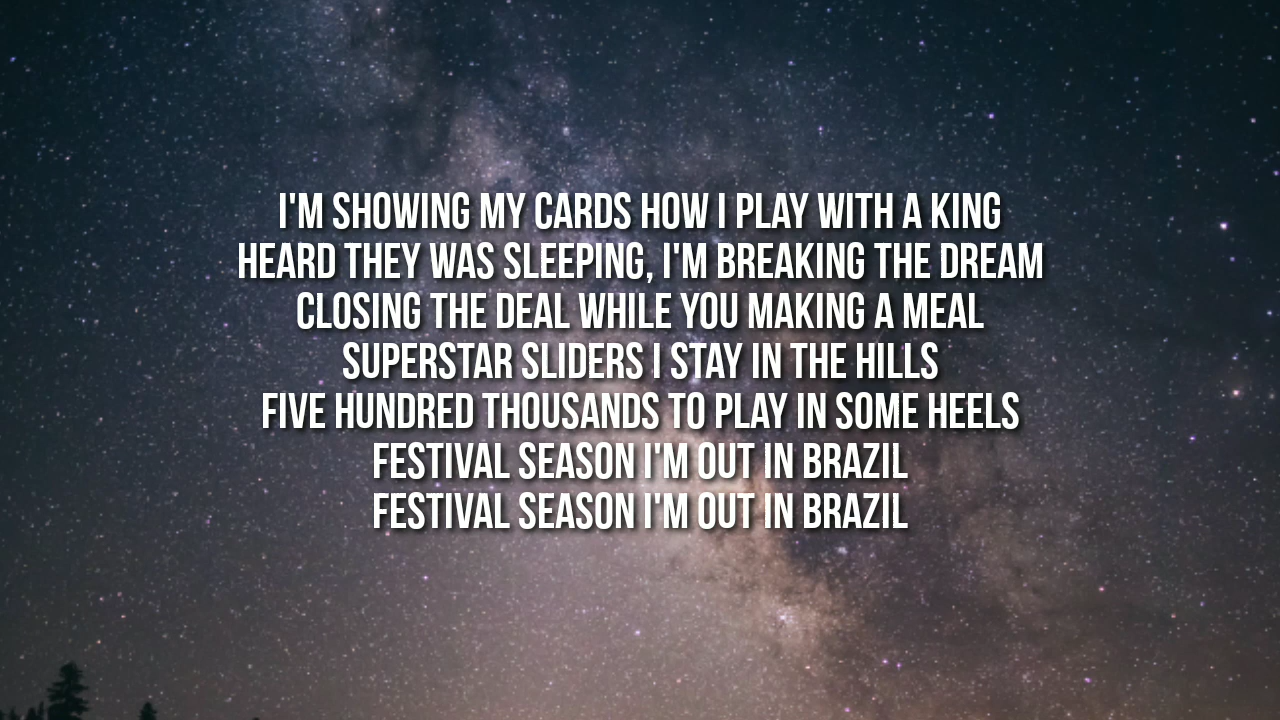 I'M SHOWING MY CARDS HOW I PLAY WITH A KING
HEARD THEY WAS SLEEPING, I'M BREAKING THE DREAM
CLOSING THE DEAL WHILE YOU MAKING A MEAL
SUPERSTAR SLIDERS I STAY IN THE HILLS
FIVE HUNDRED THOUSANDS TO PLAY IN SOME HEELS
FESTIVAL SEASON I'M OUT IN BRAZIL
FESTIVAL SEASON I'M OUT IN BRAZIL